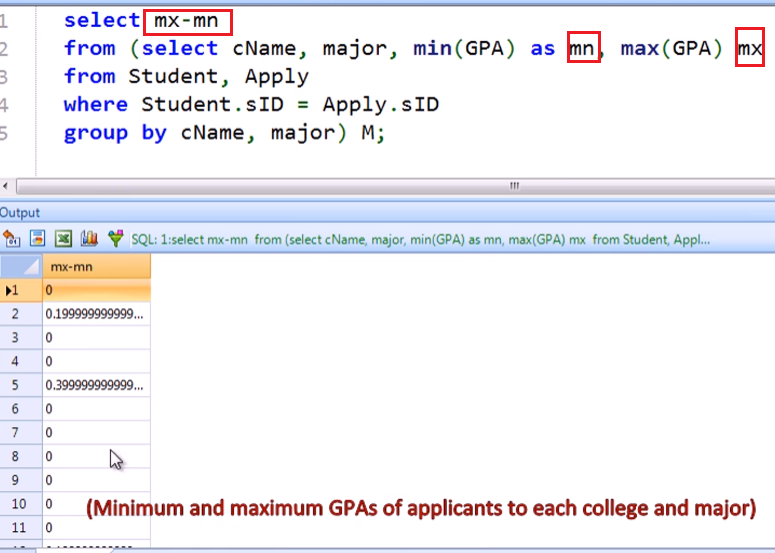 1 select mx-mn
2 from (select cName, major, min(GPA) as mn, max(GPA) mx
3 from Student, Apply
4 where Student.sID = Apply.sID
5 group by cName, major) M;
Output
SQL: 1:select mx-mn from (select cName, major, min(GPA) as mn, max(GPA) mx from Student, Appl...
mx-mn
1 0
2 0.199999999999...
3 0
4 0
5 0.399999999999...
6 0
7 0
8 0
9 0
10 0
(Minimum and maximum GPAs of applicants to each college and major)
11 0